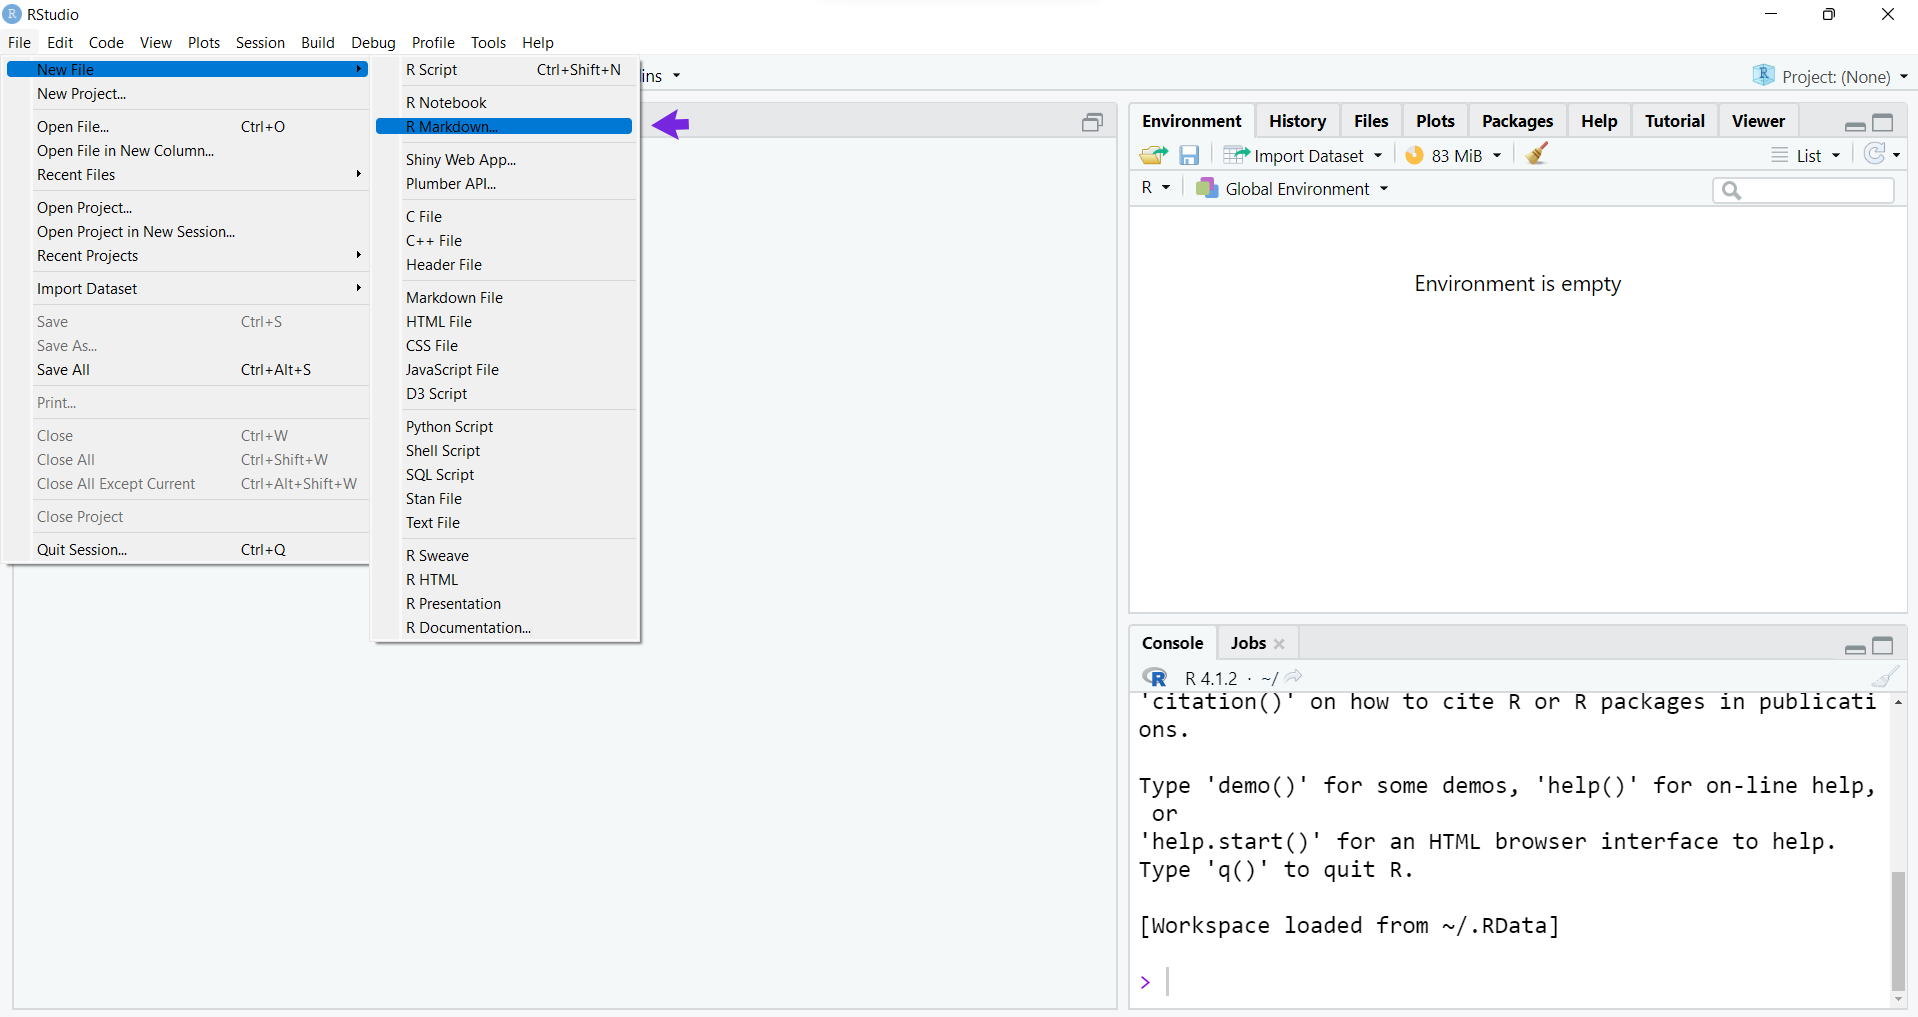 RStudio
File Edit Code View Plots Session Build Debug Profile Tools Help
New File
New Project...
Open File... Ctrl+O
Open File in New Column...
Recent Files
Open Project...
Open Project in New Session...
Recent Projects
Import Dataset
Save Ctrl+S
Save As...
Save All Ctrl+Alt+S
Print...
Close Ctrl+W
Close All Ctrl+Shift+W
Close All Except Current Ctrl+Alt+Shift+W
Close Project
Quit Session... Ctrl+Q
R Script Ctrl+Shift+N
R Notebook
R Markdown...
Shiny Web App...
Plumber API...
C File
C++ File
Header File
Markdown File
HTML File
CSS File
JavaScript File
D3 Script
Python Script
Shell Script
SQL Script
Stan File
Text File
R Sweave
R HTML
R Presentation
R Documentation...
ins
Project: (None)
Environment History Files Plots Packages Help Tutorial Viewer
Import Dataset 83 MiB List
R Global Environment
Environment is empty
Console Jobs
R 4.1.2 · ~/
'citation()' on how to cite R or R packages in publicati
ons.
Type 'demo()' for some demos, 'help()' for on-line help,
or
'help.start()' for an HTML browser interface to help.
Type 'q()' to quit R.
[Workspace loaded from ~/.RData]
>